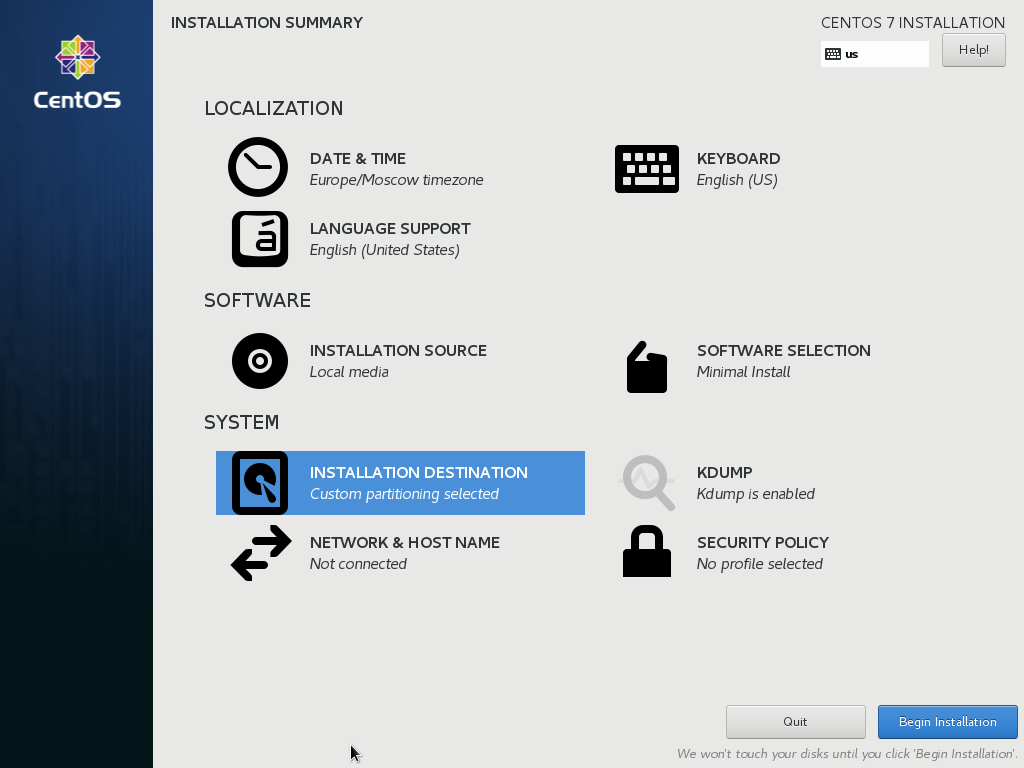 INSTALLATION SUMMARY
CENTOS 7 INSTALLATION
us
Help!
CentOS
LOCALIZATION
DATE & TIME
Europe/Moscow timezone
KEYBOARD
English (US)
á
LANGUAGE SUPPORT
English (United States)
SOFTWARE
INSTALLATION SOURCE
Local media
SOFTWARE SELECTION
Minimal Install
SYSTEM
INSTALLATION DESTINATION
Custom partitioning selected
KDUMP
Kdump is enabled
NETWORK & HOST NAME
Not connected
SECURITY POLICY
No profile selected
Quit
Begin Installation
We won't touch your disks until you click 'Begin Installation'.